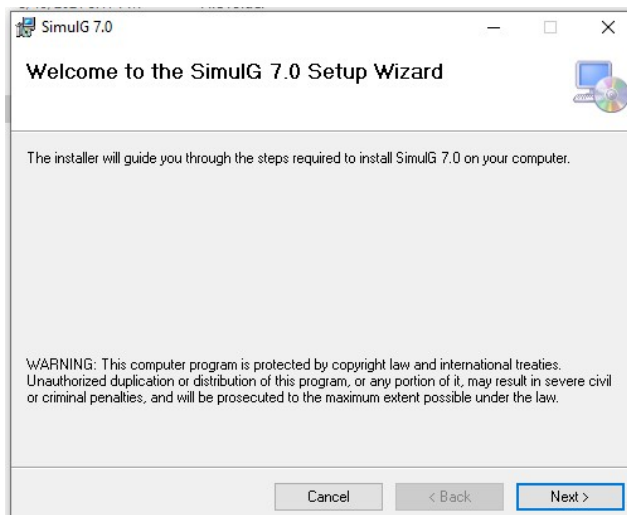 SimulG 7.0
Welcome to the SimulG 7.0 Setup Wizard
The installer will guide you through the steps required to install SimulG 7.0 on your computer.
WARNING: This computer program is protected by copyright law and international treaties.
Unauthorized duplication or distribution of this program, or any portion of it, may result in severe civil
or criminal penalties, and will be prosecuted to the maximum extent possible under the law.
Cancel
< Back
Next >